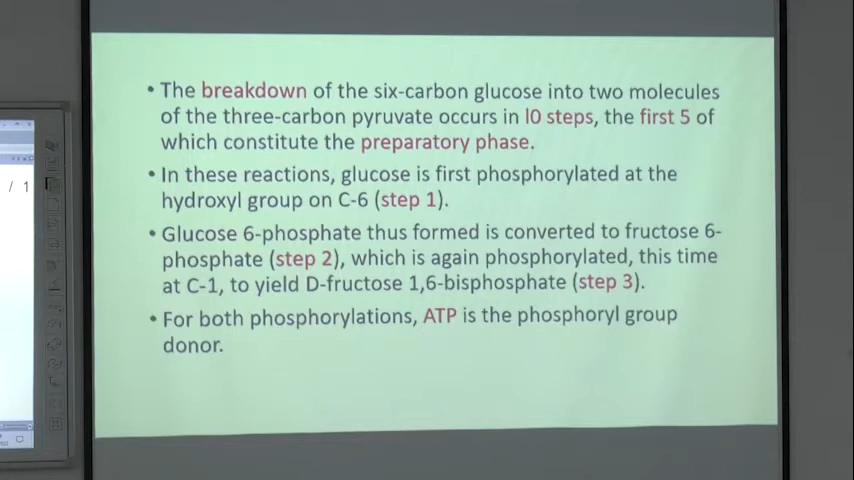 • The breakdown of the six-carbon glucose into two molecules
of the three-carbon pyruvate occurs in l0 steps, the first 5 of
which constitute the preparatory phase.
• In these reactions, glucose is first phosphorylated at the
hydroxyl group on C-6 (step 1).
• Glucose 6-phosphate thus formed is converted to fructose 6-
phosphate (step 2), which is again phosphorylated, this time
at C-1, to yield D-fructose 1,6-bisphosphate (step 3).
• For both phosphorylations, ATP is the phosphoryl group
donor.
/ 1